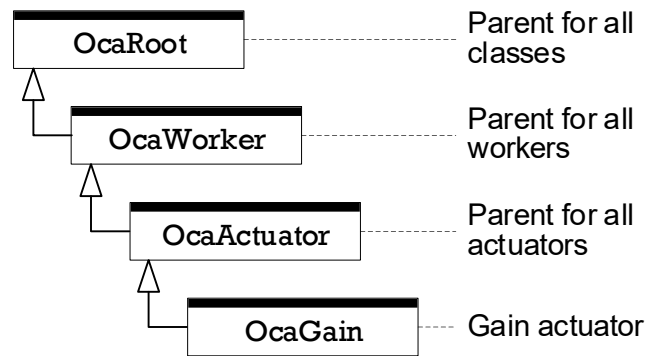 OcaRoot
Parent for all
classes
OcaWorker
Parent for all
workers
OcaActuator
Parent for all
actuators
OcaGain
Gain actuator